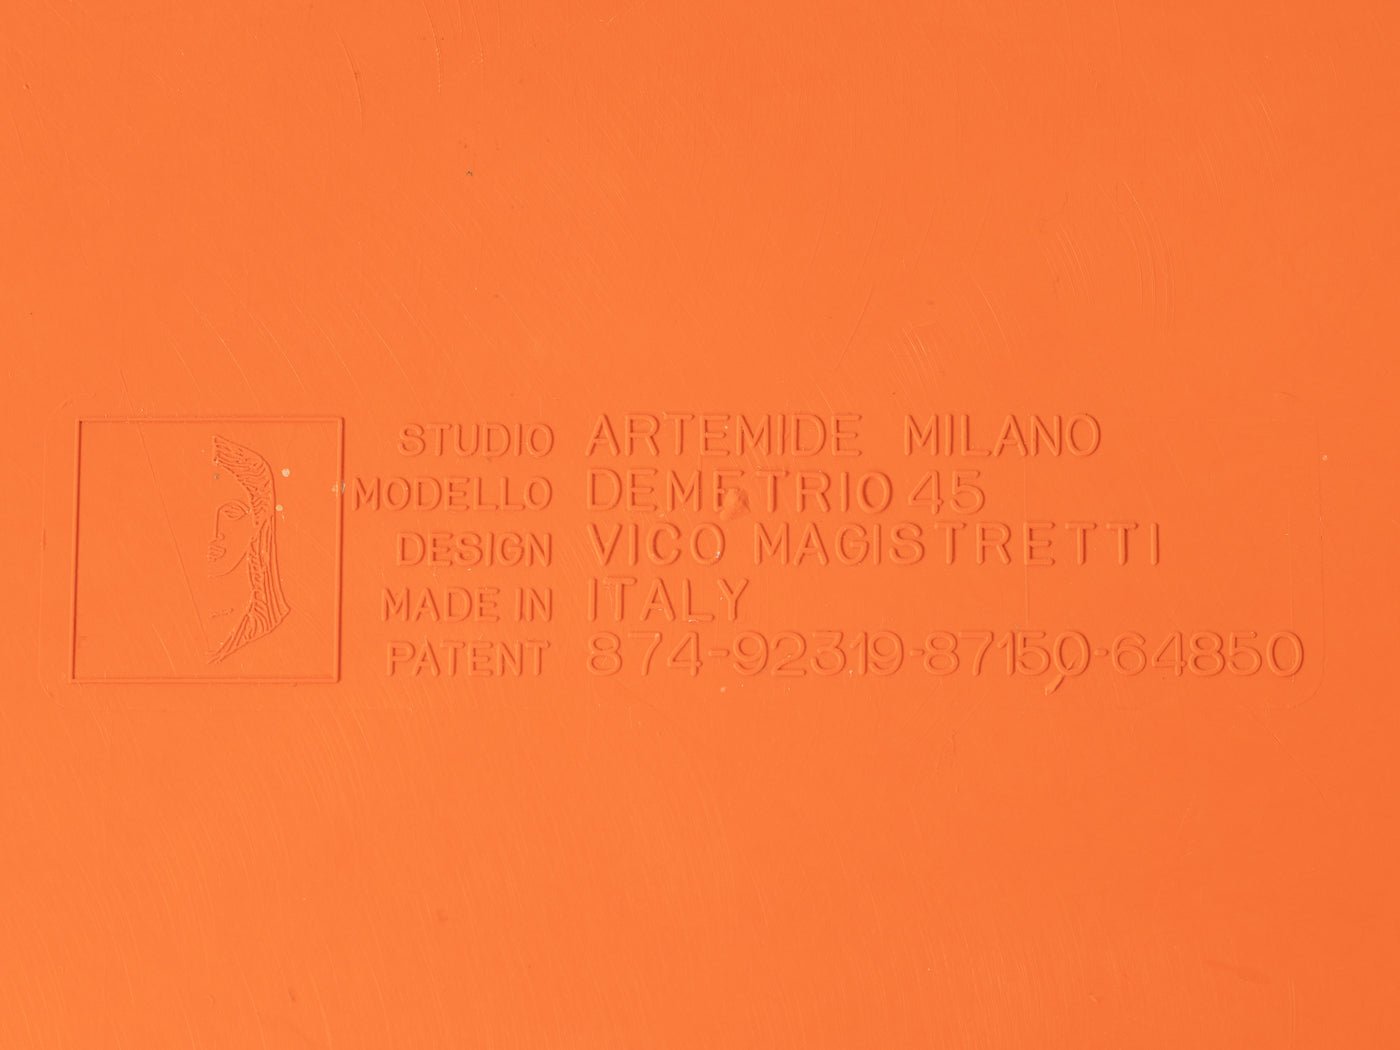 STUDIO ARTEMIDE MILANO
MODELLO DEMETRIO 45
DESIGN VICO MAGISTRETTI
MADE IN ITALY
PATENT 874-92319-87150-64850